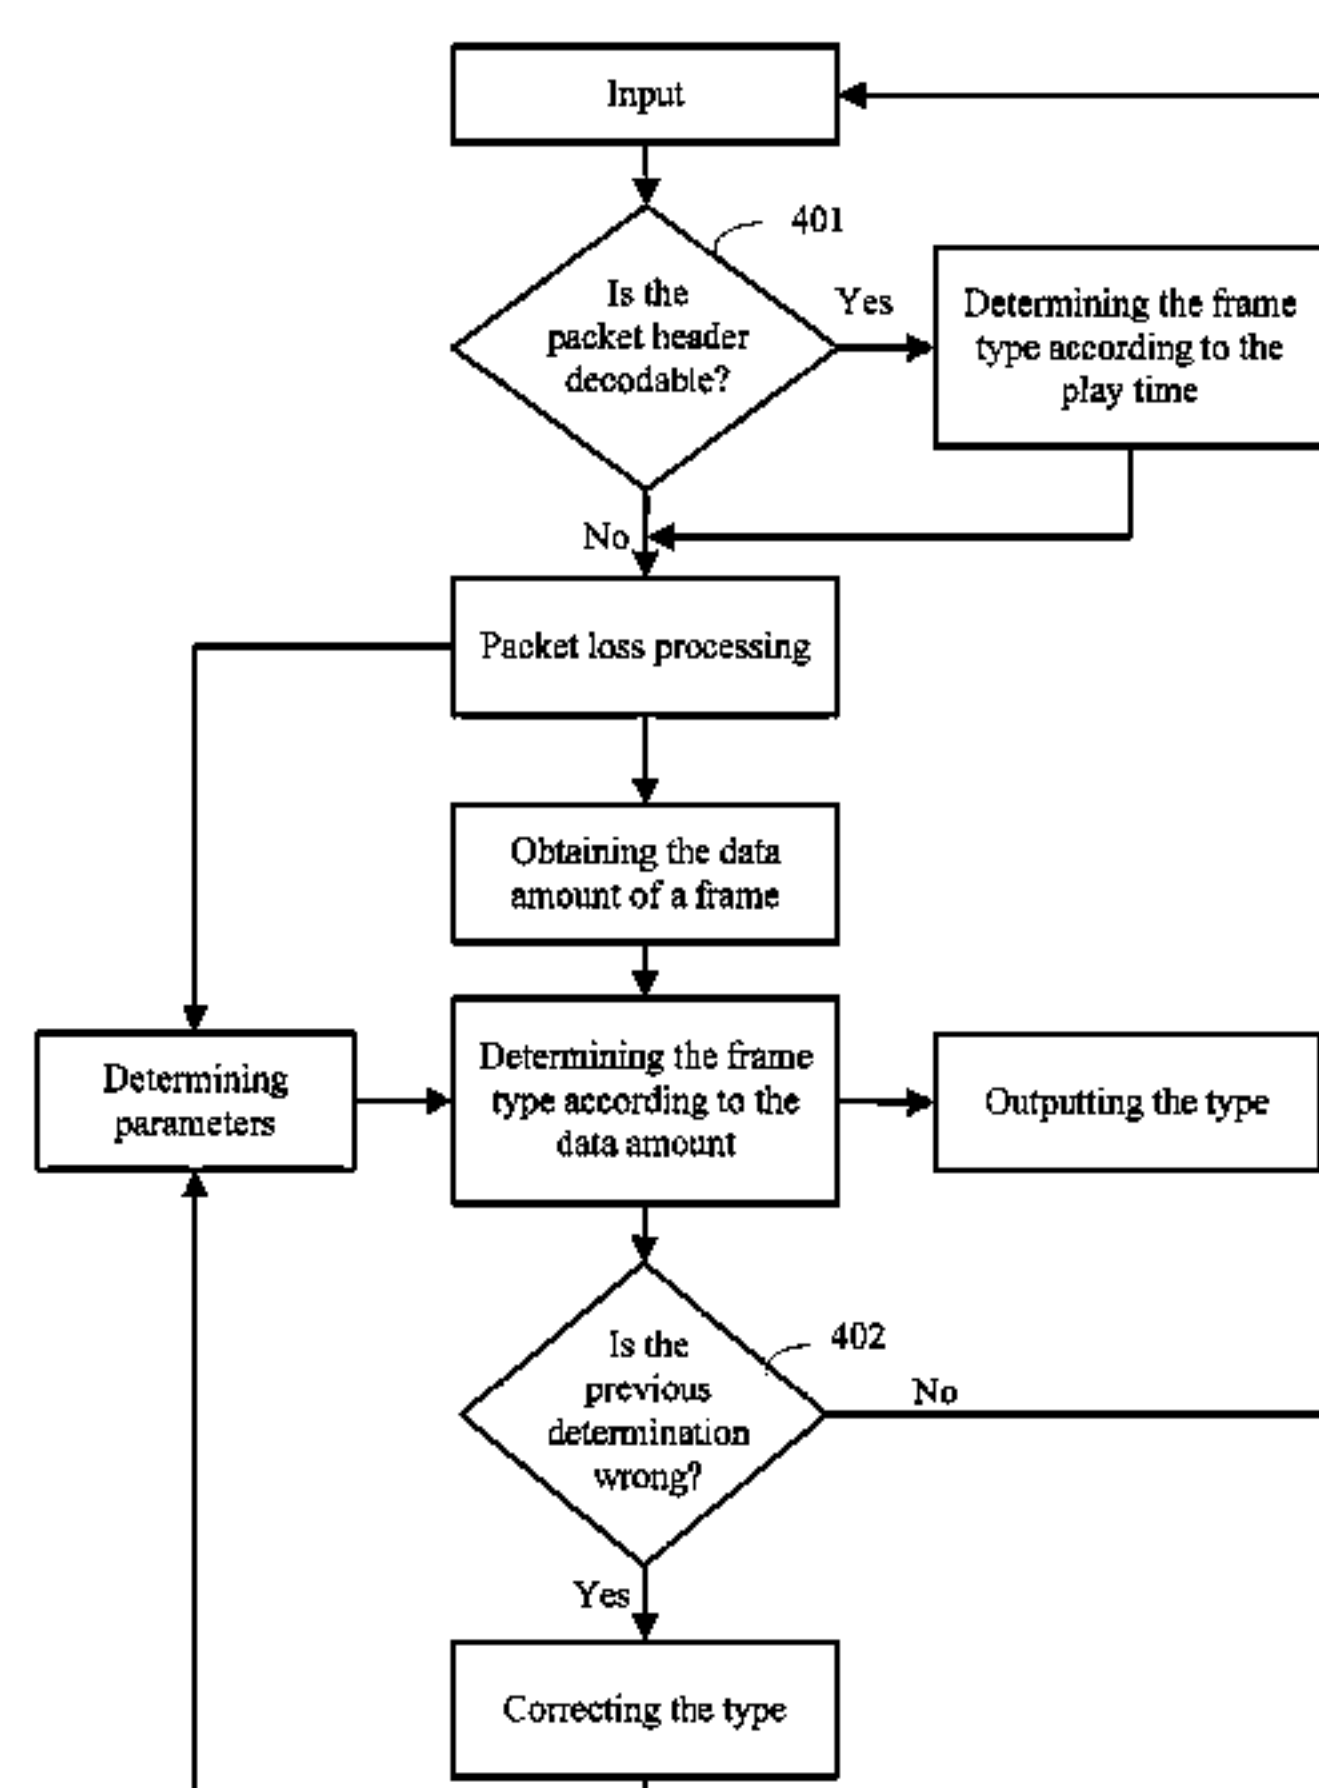 Input
401
Is the
packet header
decodable?
Yes
Determining the frame
type according to the
play time
No
Packet loss processing
Obtaining the data
amount of a frame
Determining
parameters
Determining the frame
type according to the
data amount
Outputting the type
402
Is the
previous
determination
wrong?
No
Yes
Correcting the type